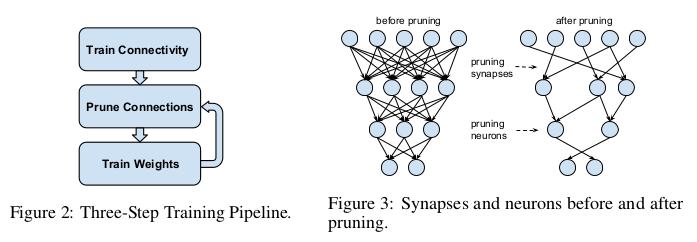 Train Connectivity
Prune Connections
Train Weights
Figure 2: Three-Step Training Pipeline.
before pruning
after pruning
pruning
synapses
pruning
neurons
Figure 3: Synapses and neurons before and after
pruning.